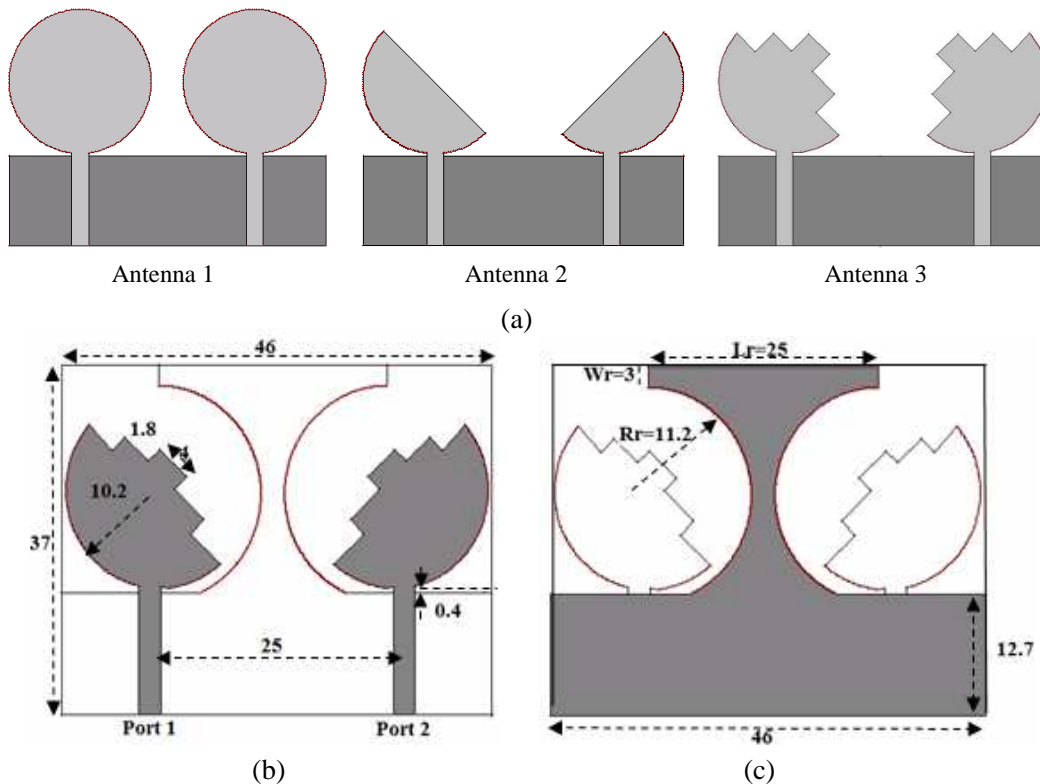 Antenna 1 Antenna 2 Antenna 3
(a)
46
1.8
4
10.2
37
0.4
25
Port 1 Port 2
(b)
Lr=25
Wr=3
Rr=11.2
12.7
46
(c)